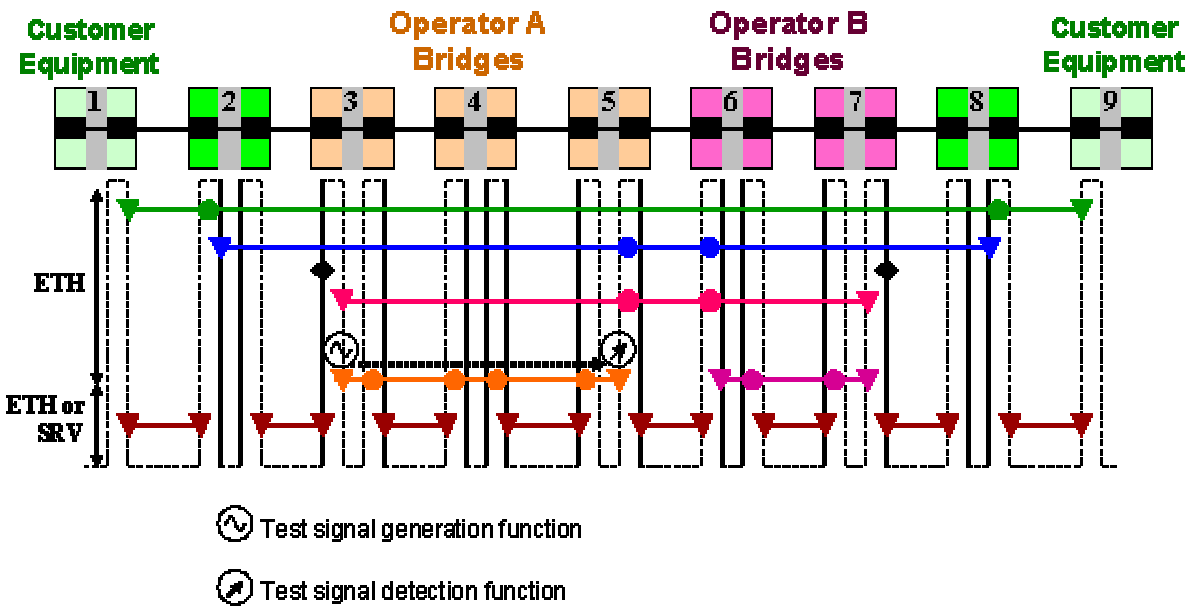 Customer
Equipment
Operator A
Bridges
Operator B
Bridges
Customer
Equipment
1
2
3
4
5
6
7
8
9
ETH
ETH or
SRV
Test signal generation function
Test signal detection function